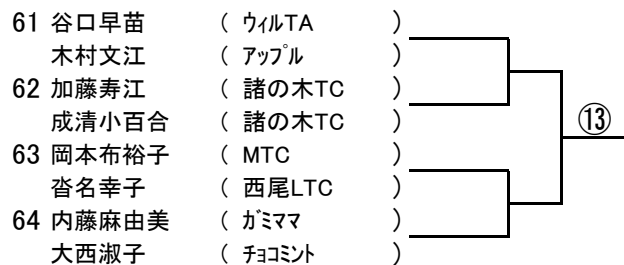 61 谷口早苗 ( ウィルTA )
木村文江 ( アップル )
62 加藤寿江 ( 諸の木TC )
成清小百合 ( 諸の木TC )
⑬
63 岡本布裕子 ( MTC )
沓名幸子 ( 西尾LTC )
64 内藤麻由美 ( ガミママ )
大西淑子 ( チョコミント )